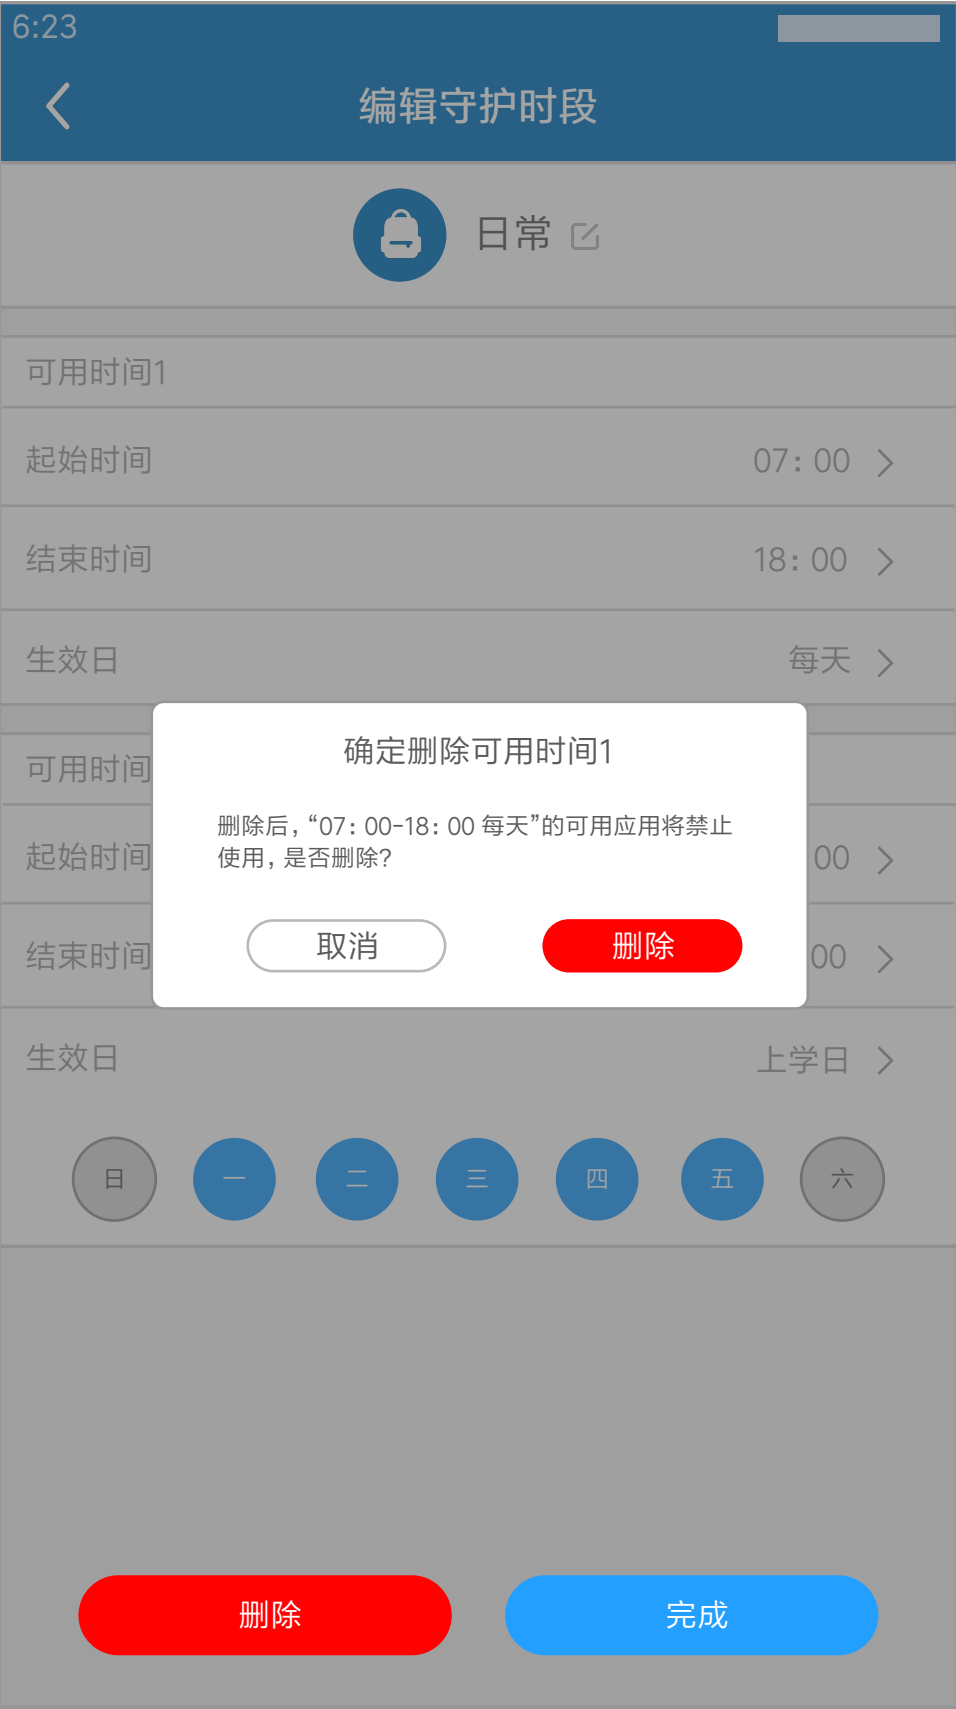 6:23
编辑守护时段
日常
可用时间1
起始时间 07：00
结束时间 18：00
生效日 每天
可用时间
起始时间 00
结束时间 00
确定删除可用时间1
删除后，“07：00-18：00 每天”的可用应用将禁止
使用，是否删除?
取消 删除
生效日 上学日
日 一 二 三 四 五 六
删除 完成